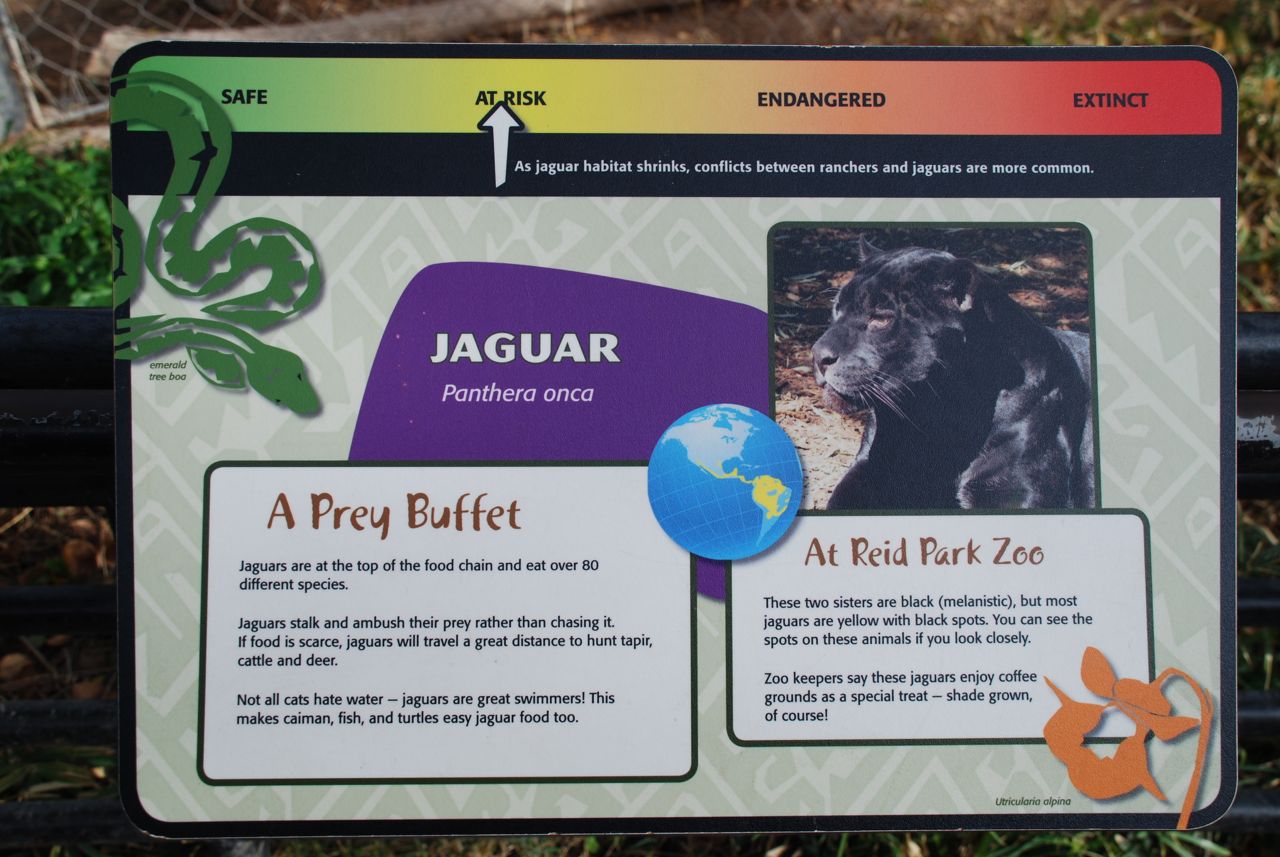 SAFE
AT RISK
ENDANGERED
EXTINCT
As jaguar habitat shrinks, conflicts between ranchers and jaguars are more common.
emerald
tree boa
JAGUAR
Panthera onca
A Prey Buffet
Jaguars are at the top of the food chain and eat over 80
different species.
Jaguars stalk and ambush their prey rather than chasing it.
If food is scarce, jaguars will travel a great distance to hunt tapir,
cattle and deer.
Not all cats hate water – jaguars are great swimmers! This
makes caiman, fish, and turtles easy jaguar food too.
At Reid Park Zoo
These two sisters are black (melanistic), but most
jaguars are yellow with black spots. You can see the
spots on these animals if you look closely.
Zoo keepers say these jaguars enjoy coffee
grounds as a special treat – shade grown,
of course!
Utricularia alpina